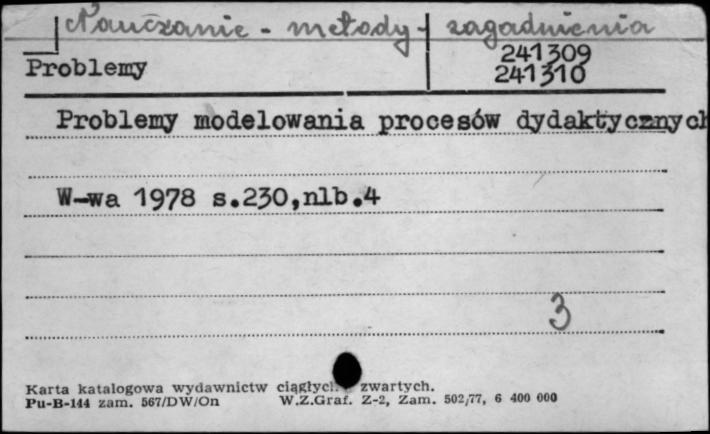 Nauczanie - metody - zagadnienia
241309
Problemy
241310
Problemy modelowania procesów dydaktycznych
W-wa 1978 s.230,nlb.4
3
Karta katalogowa wydawnictw ciągłych zwartych.
Pu-B-144 zam. 567/DW/On W.Z.Graf. Z-2, Zam. 502/77, 6 400 000